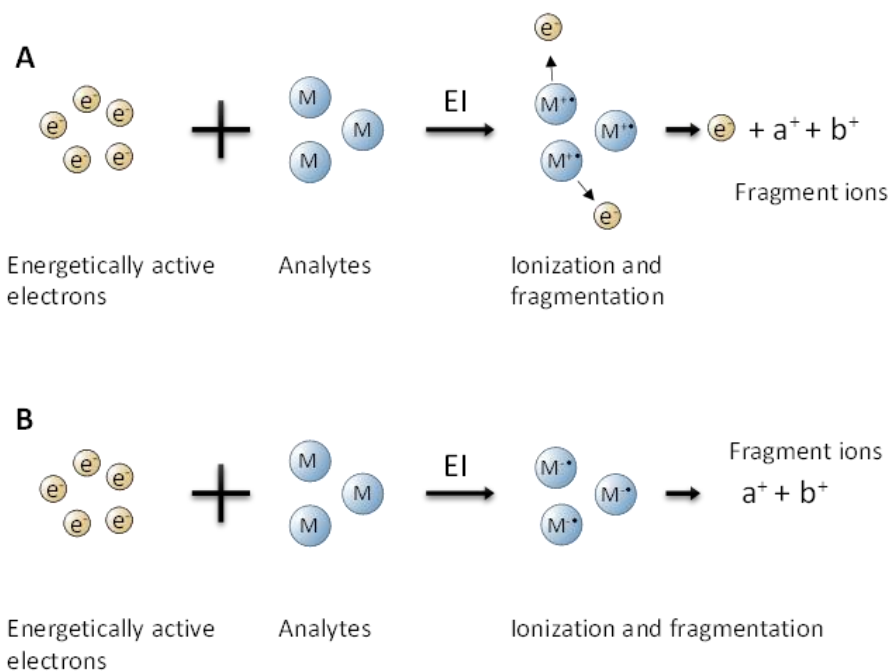 A
e⁻
e⁻ e⁻ e⁻ e⁻ e⁻
+
M M M
EI
M⁺• M⁺• M⁺•
e⁻ + a⁺ + b⁺
e⁻
Fragment ions
Energetically active
electrons
Analytes
Ionization and
fragmentation
B
e⁻ e⁻ e⁻ e⁻ e⁻
+
M M M
EI
M⁻• M⁻• M⁻•
Fragment ions
a⁺ + b⁺
Energetically active
electrons
Analytes
Ionization and fragmentation